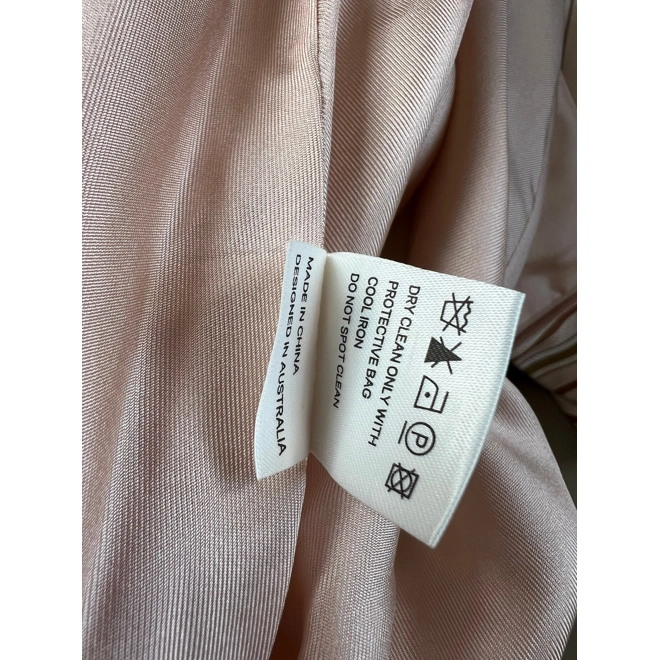 DRY CLEAN ONLY WITH
PROTECTIVE BAG
COOL IRON
DO NOT SPOT CLEAN
P
MADE IN CHINA
DESIGNED IN AUSTRALIA